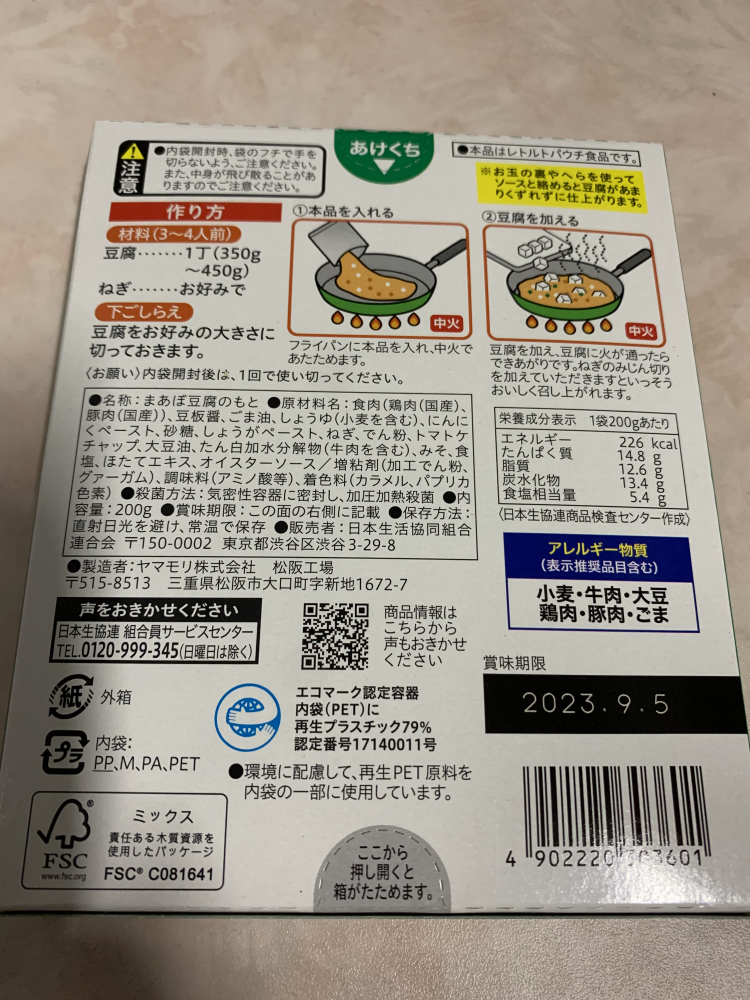 注意
●内袋開封時、袋のフチで手を
切らないよう、ご注意ください。
また、中身が飛び散ることがあ
りますのでご注意ください。
あけくち
●本品はレトルトパウチ食品です。
※お玉の裏やへらを使って
ソースと絡めると豆腐があま
りくずれずに仕上がります。
作り方
材料(3〜4人前)
豆腐‥‥‥1丁(350g
〜450g)
ねぎ‥‥‥お好みで
下ごしらえ
豆腐をお好みの大きさに
切っておきます。
①本品を入れる
中火
フライパンに本品を入れ、中火で
あたためます。
②豆腐を加える
中火
豆腐を加え、豆腐に火が通ったら
できあがりです。ねぎのみじん切り
を加えていただきますといっそう
おいしく召し上がれます。
〈お願い〉内袋開封後は、1回で使い切ってください。
●名称：まあぼ豆腐のもと ●原材料名：食肉(鶏肉(国産)、
豚肉(国産))、豆板醤、ごま油、しょうゆ(小麦を含む)、にんに
くペースト、砂糖、しょうがペースト、ねぎ、でん粉、トマトケ
チャップ、大豆油、たん白加水分解物(牛肉を含む)、みそ、食
塩、ほたてエキス、オイスターソース／増粘剤(加工でん粉、
グァーガム)、調味料(アミノ酸等)、着色料(カラメル、パプリカ
色素) ●殺菌方法：気密性容器に密封し、加圧加熱殺菌 ●内
容量：200g ●賞味期限：この面の右側に記載 ●保存方法：
直射日光を避け、常温で保存 ●販売者：日本生活協同組合
連合会 〒150-0002 東京都渋谷区渋谷3-29-8
●製造者：ヤマモリ株式会社 松阪工場
〒515-8513 三重県松阪市大口町字新地1672-7
栄養成分表示 1袋200gあたり
エネルギー 226 kcal
たんぱく質 14.8 g
脂質 12.6 g
炭水化物 13.4 g
食塩相当量 5.4 g
〈日本生協連商品検査センター作成〉
アレルギー物質
(表示推奨品目含む)
小麦・牛肉・大豆
鶏肉・豚肉・ごま
声をおきかせください
日本生協連 組合員サービスセンター
TEL.0120-999-345(日曜日は除く)
商品情報は
こちらから
声もおきかせ
ください
賞味期限
2023.9.5
紙
外箱
プラ
内袋：
PP,M,PA,PET
エコマーク認定容器
内袋(PET)に
再生プラスチック79%
認定番号17140011号
●環境に配慮して、再生PET原料を
内袋の一部に使用しています。
FSC®
www.fsc.org
ミックス
責任ある木質資源を
使用したパッケージ
FSC® C081641
ここから
押し開くと
箱がたためます。
4 902220